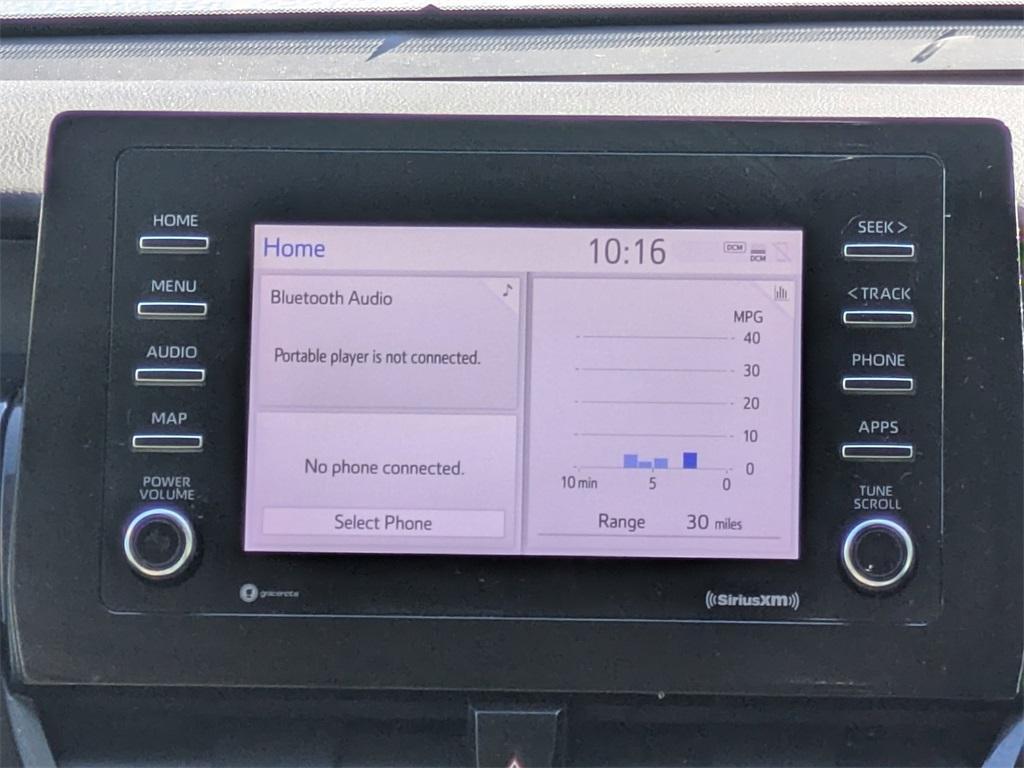 HOME
MENU
AUDIO
MAP
POWER
VOLUME
Home
10:16
DCM
DCM
Bluetooth Audio
Portable player is not connected.
No phone connected.
Select Phone
MPG
40
30
20
10
0
10 min 5 0
Range 30 miles
SEEK >
< TRACK
PHONE
APPS
TUNE
SCROLL
gracenote
((SiriusXM))